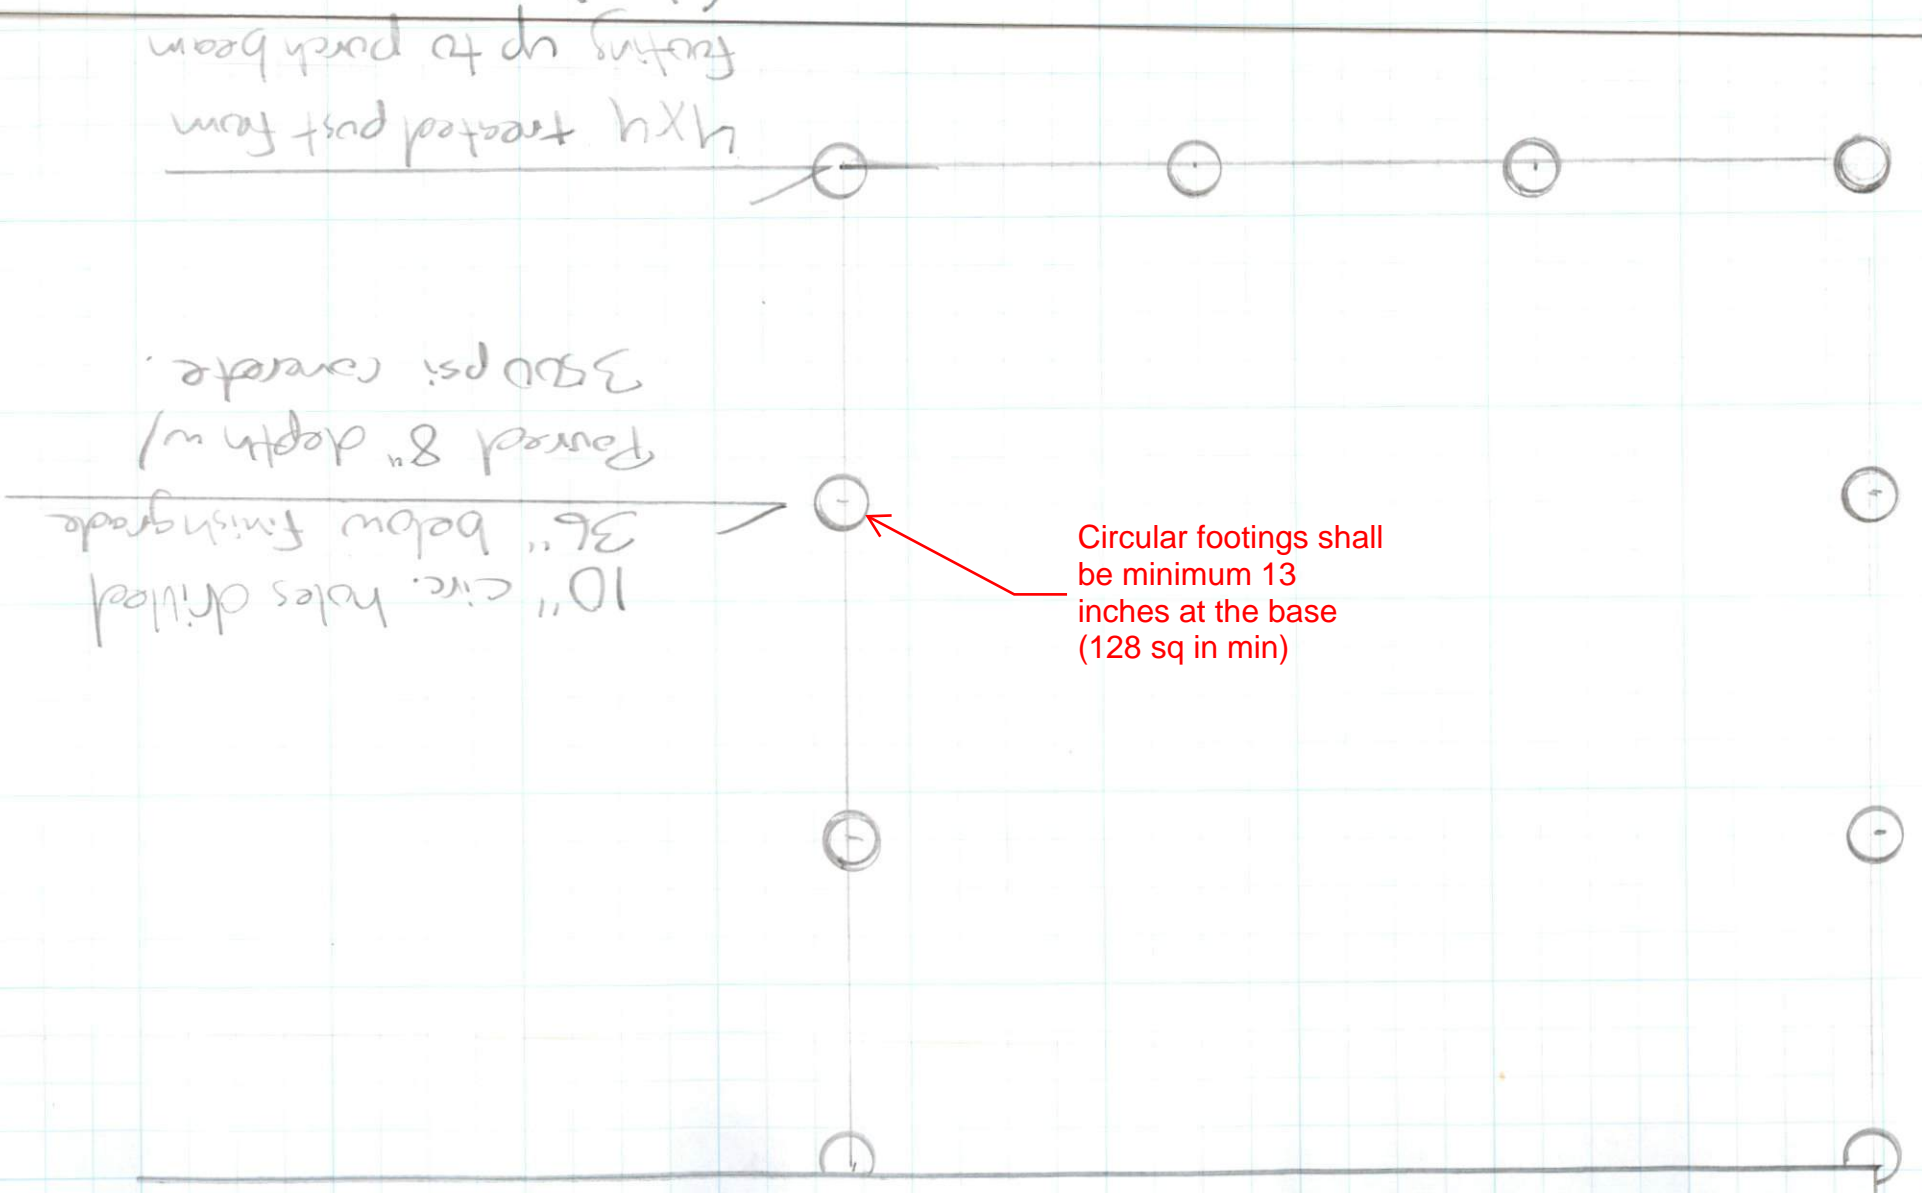 10" circ. holes drilled
36" below finish grade
Poured 8" depth w/
3500 psi concrete.
4x4 treated post from
footing up to porch beam
Circular footings shall
be minimum 13
inches at the base
(128 sq in min)